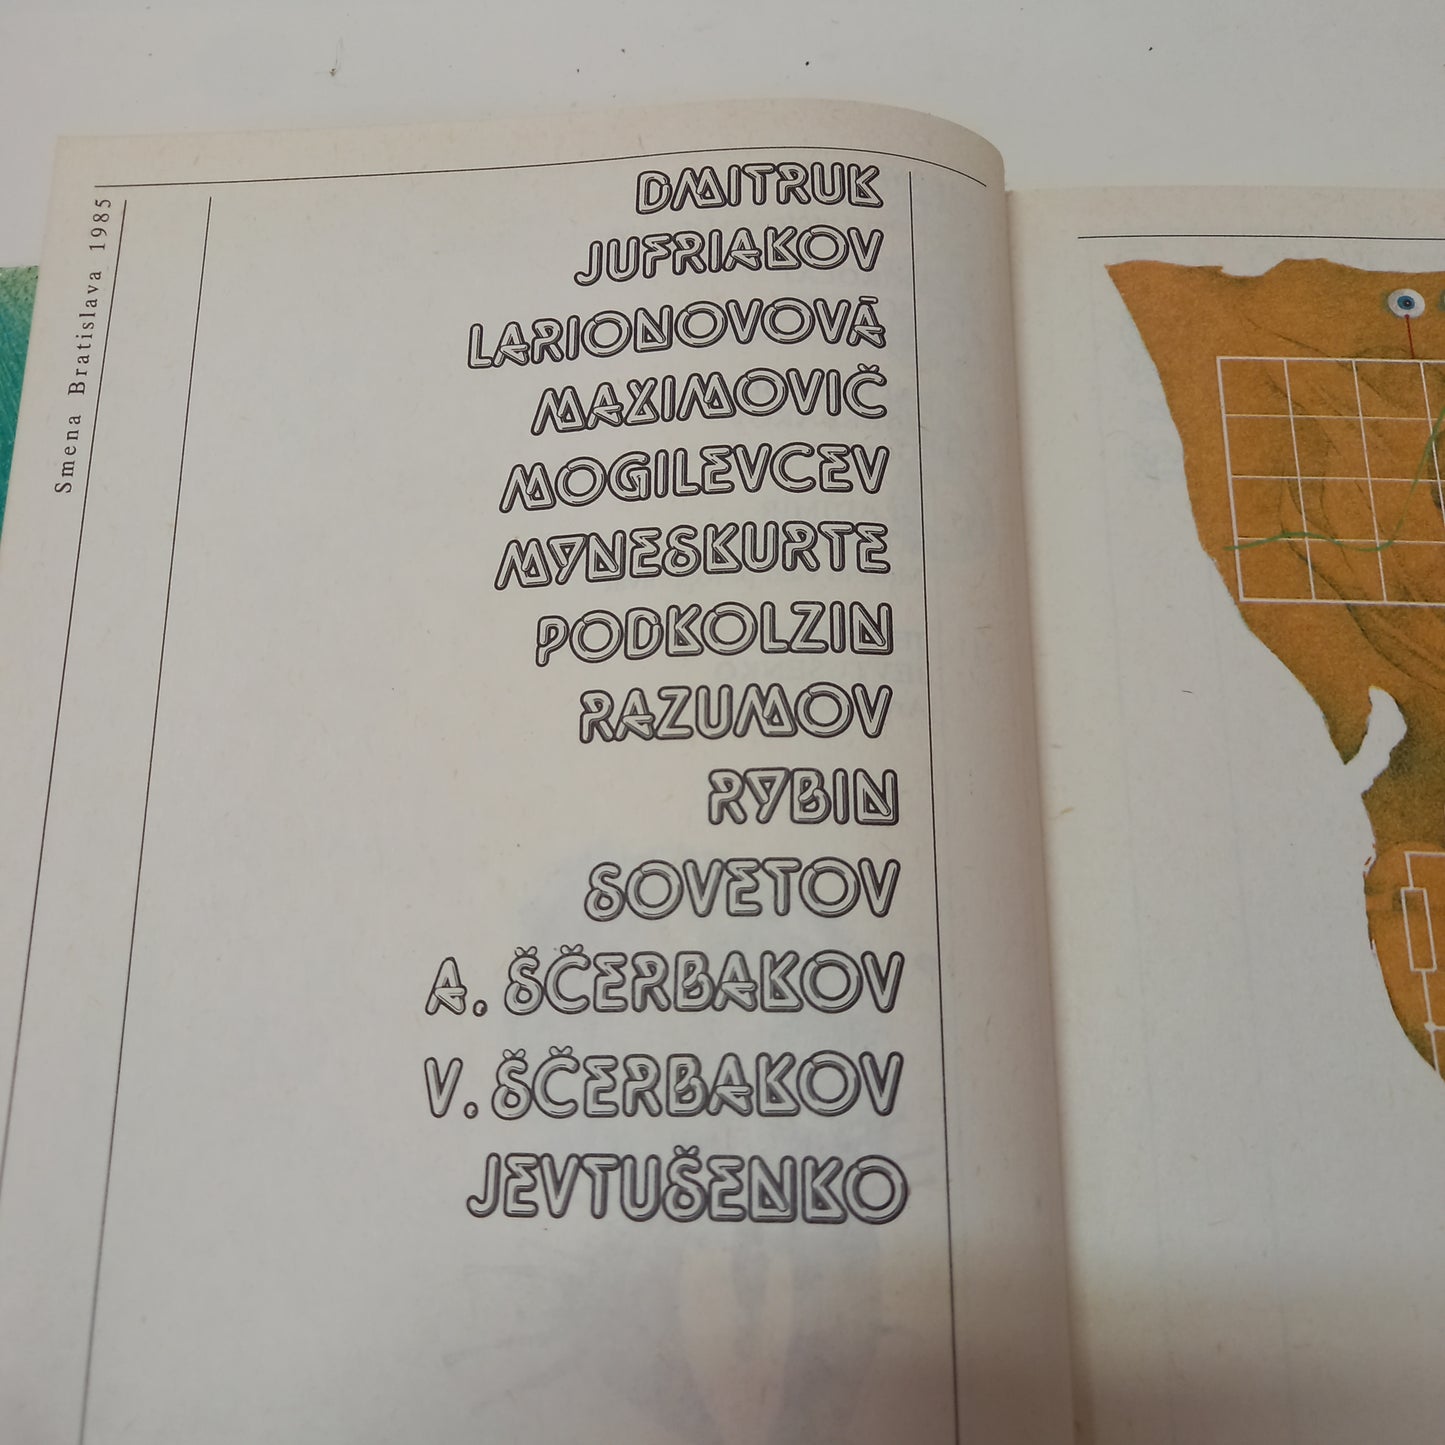 Smena Bratislava 1985
DMITRUK
JUFRIAKOV
LARIONOVOVÁ
MAXIMOVIČ
MOGILEVCEV
MYNESKURTE
PODKOLZIN
RAZUMOV
RYBIN
SOVETOV
A. ŠČERBAKOV
V. ŠČERBAKOV
JEVTUŠENKO